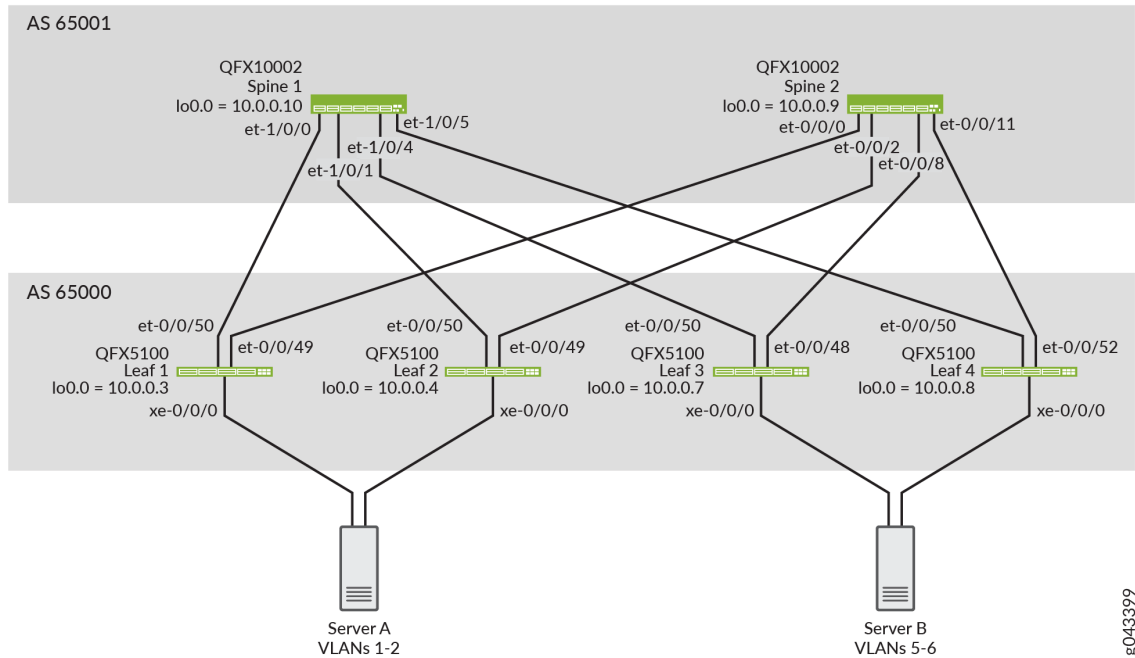 AS 65001
QFX10002
Spine 1
lo0.0 = 10.0.0.10
et-1/0/0
et-1/0/1
et-1/0/4
et-1/0/5
QFX10002
Spine 2
lo0.0 = 10.0.0.9
et-0/0/0
et-0/0/2
et-0/0/8
et-0/0/11
AS 65000
et-0/0/50
QFX5100
Leaf 1
lo0.0 = 10.0.0.3
et-0/0/49
xe-0/0/0
et-0/0/50
QFX5100
Leaf 2
lo0.0 = 10.0.0.4
et-0/0/49
xe-0/0/0
et-0/0/50
QFX5100
Leaf 3
lo0.0 = 10.0.0.7
et-0/0/48
xe-0/0/0
et-0/0/50
QFX5100
Leaf 4
lo0.0 = 10.0.0.8
et-0/0/52
xe-0/0/0
Server A
VLANs 1-2
Server B
VLANs 5-6
g043399